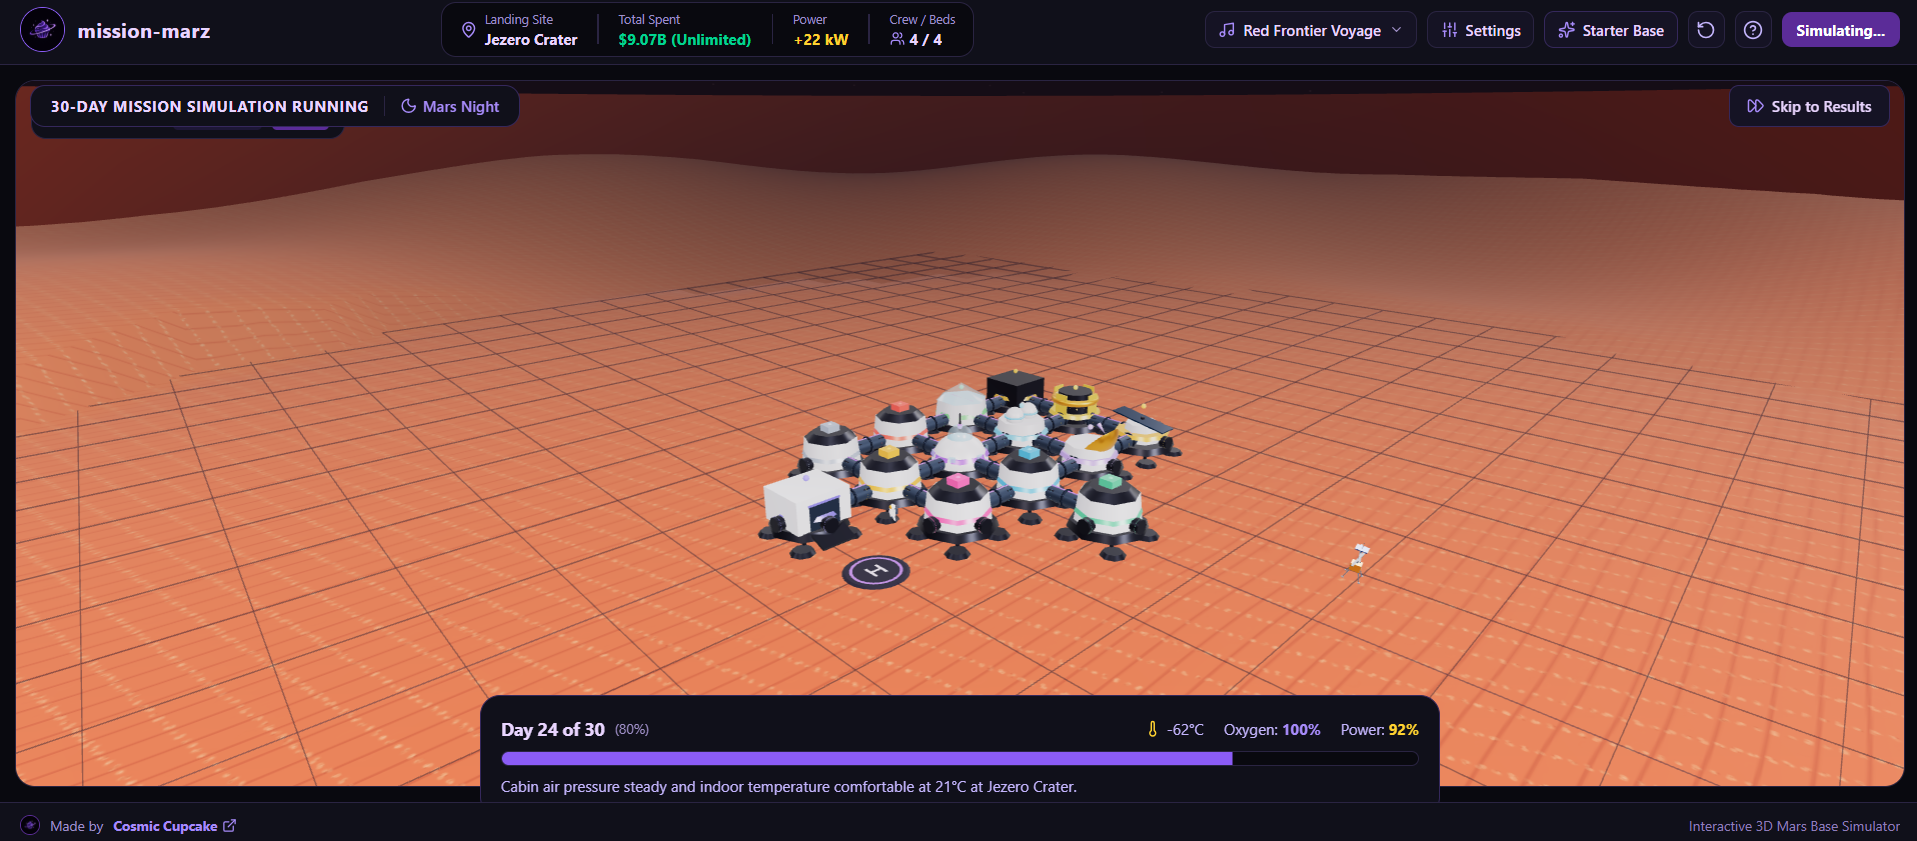 mission-marz
Landing Site
Jezero Crater
Total Spent
$9.07B (Unlimited)
Power
+22 kW
Crew / Beds
4 / 4
Red Frontier Voyage
Settings
Starter Base
Simulating...
30-DAY MISSION SIMULATION RUNNING
Mars Night
Skip to Results
H
Day 24 of 30 (80%)
-62°C Oxygen: 100% Power: 92%
Cabin air pressure steady and indoor temperature comfortable at 21°C at Jezero Crater.
Made by Cosmic Cupcake
Interactive 3D Mars Base Simulator